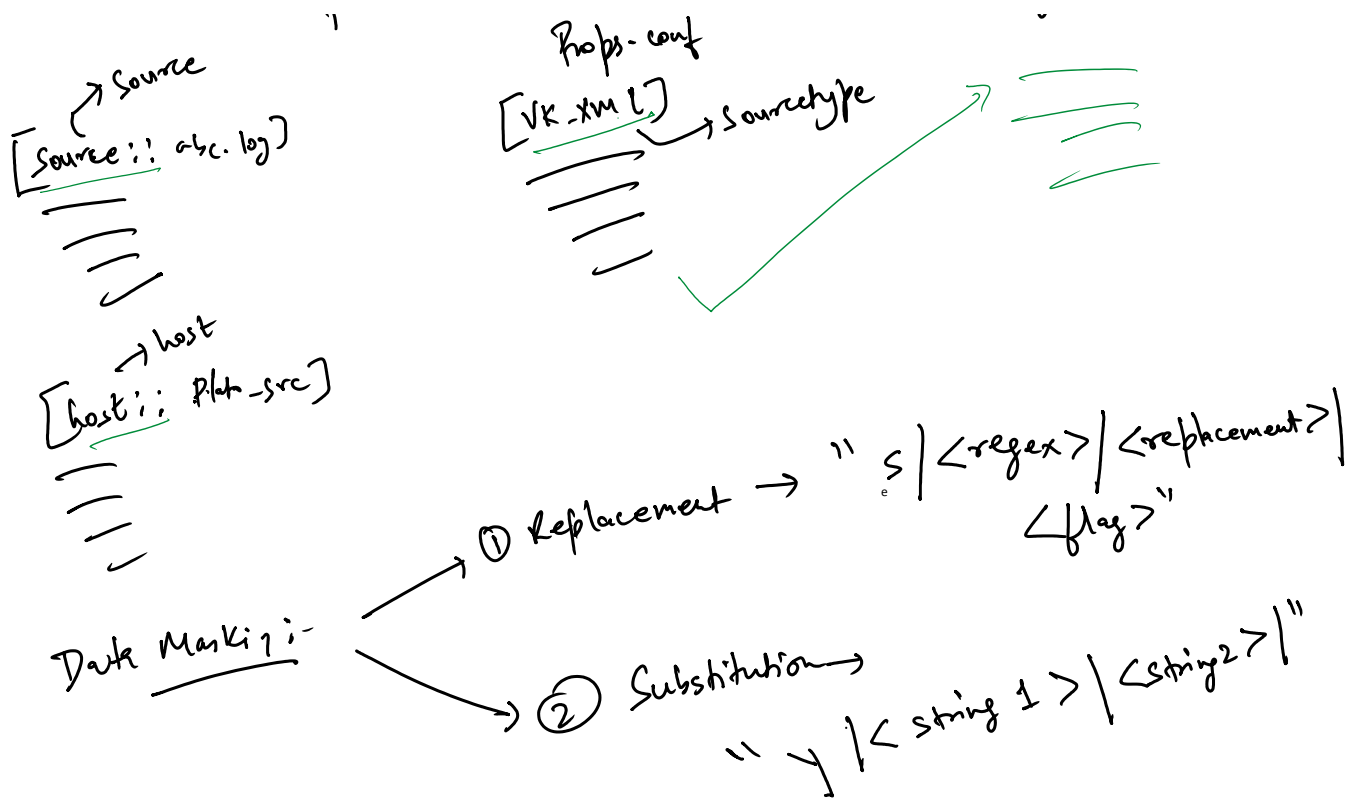 Props.conf
Source
[Source:: abc.log]
[VK_xml]
Sourcetype
host
[host::
_src]
Data Masking:-
① Replacement → " s|<regex>|<replacement>|
<flag>"
e
② Substitution →
"y|<string 1>|<string2>|"